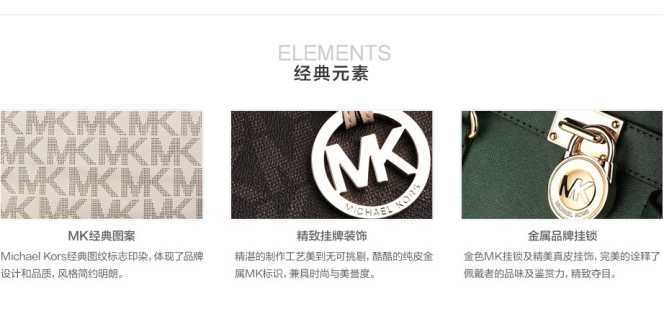 ELEMENTS
经典元素
MK
MICHAEL KORS
MK
MK经典图案
精致挂牌装饰
金属品牌挂锁
Michael Kors经典图纹标志印染,体现了品牌
设计和品质,风格简约明朗。
精湛的制作工艺美到无可挑剔,酷酷的纯皮金
属MK标识,兼具时尚与美誉度。
金色MK挂锁及精美真皮挂饰,完美的诠释了
佩戴者的品味及鉴赏力,精致夺目。